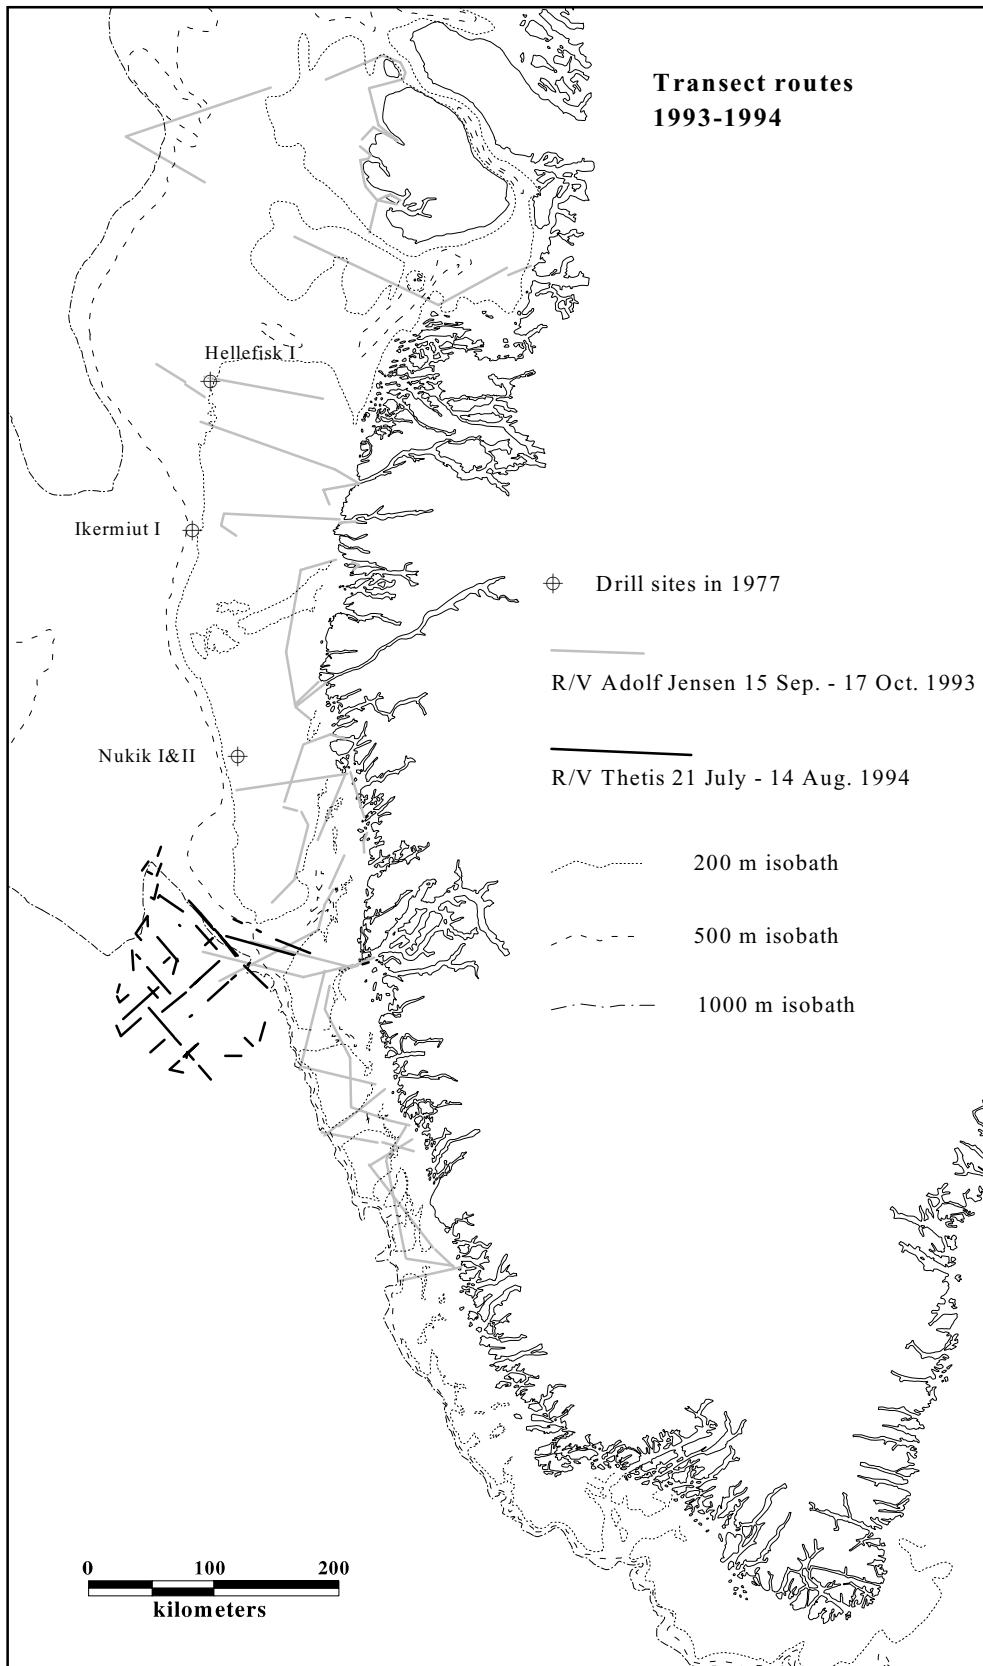 Transect routes
1993-1994
Hellefisk I
Ikermiut I
Drill sites in 1977
R/V Adolf Jensen 15 Sep. - 17 Oct. 1993
Nukik I&II
R/V Thetis 21 July - 14 Aug. 1994
200 m isobath
500 m isobath
1000 m isobath
0 100 200
kilometers